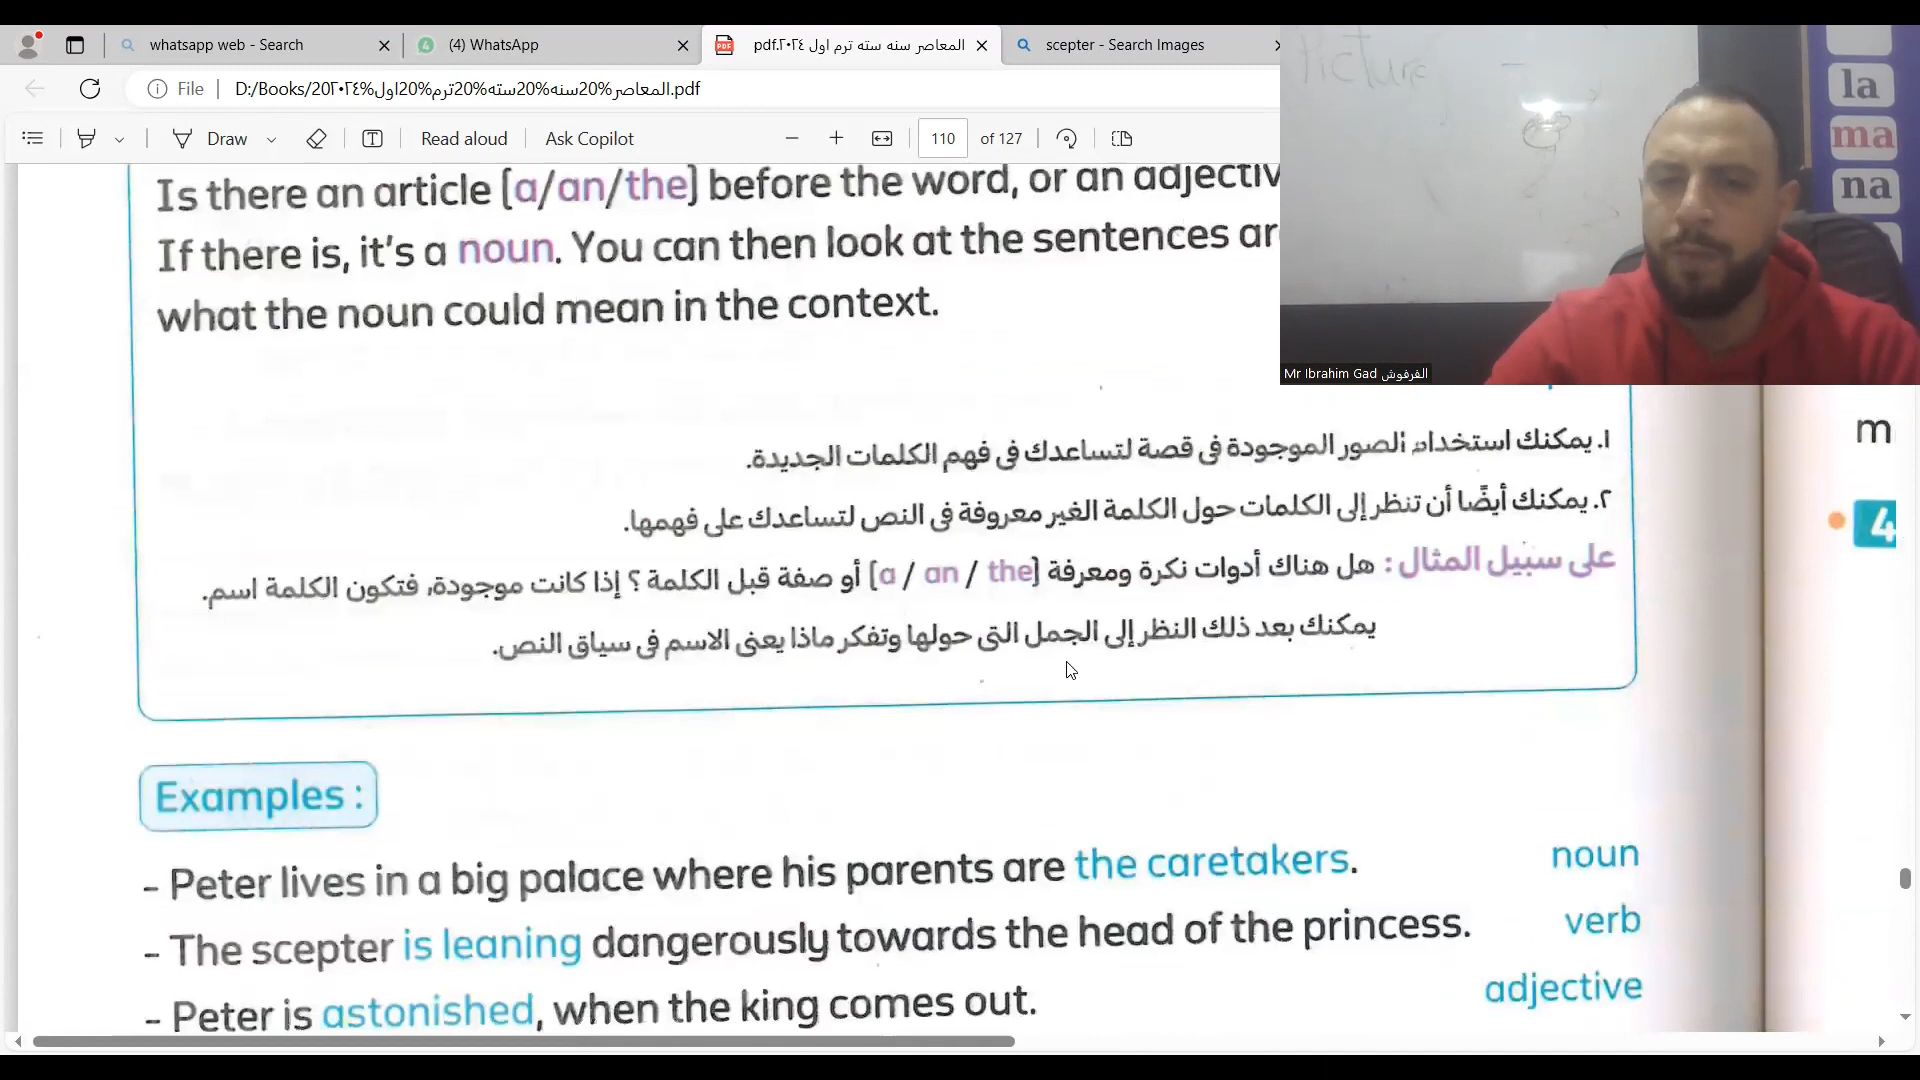 whatsapp web - Search
(4) WhatsApp
المعاصر سنه سته ترم اول ٢٠٢٤.pdf
scepter - Search Images
File
D:/Books/20٢٠٢٤%20المعاصر%20سنه%20سته%20ترم%20اول.pdf
Draw
Read aloud
Ask Copilot
110 of 127
Picture
la
ma
na
Is there an article [a/an/the] before the word, or an adjectiv
If there is, it's a noun. You can then look at the sentences ar
what the noun could mean in the context.
Mr Ibrahim Gad الفرفوش
١. يمكنك استخدام الصور الموجودة فى قصة لتساعدك فى فهم الكلمات الجديدة.
٢. يمكنك أيضًا أن تنظر إلى الكلمات حول الكلمة الغير معروفة فى النص لتساعدك على فهمها.
على سبيل المثال : هل هناك أدوات نكرة ومعرفة [a / an / the] أو صفة قبل الكلمة ؟ إذا كانت موجودة، فتكون الكلمة اسم.
يمكنك بعد ذلك النظر إلى الجمل التى حولها وتفكر ماذا يعنى الاسم فى سياق النص.
m
4
Examples :
- Peter lives in a big palace where his parents are the caretakers. noun
- The scepter is leaning dangerously towards the head of the princess. verb
- Peter is astonished, when the king comes out. adjective